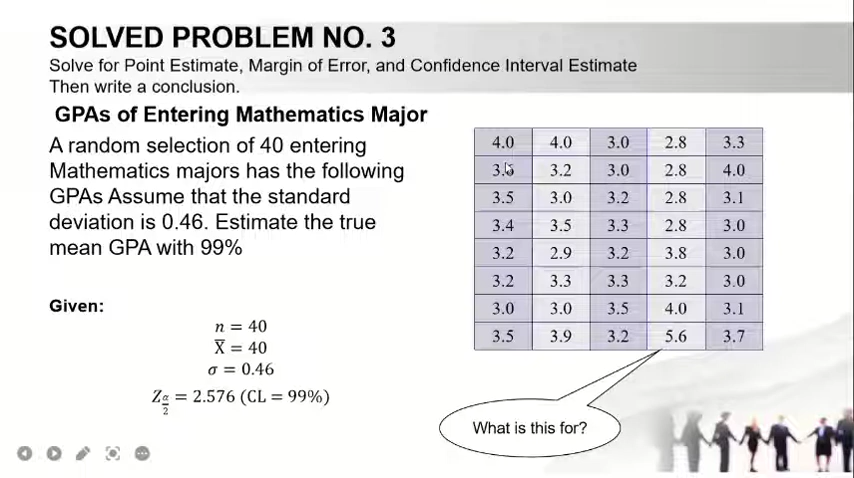 SOLVED PROBLEM NO. 3
Solve for Point Estimate, Margin of Error, and Confidence Interval Estimate
Then write a conclusion.
GPAs of Entering Mathematics Major
A random selection of 40 entering
Mathematics majors has the following
GPAs Assume that the standard
deviation is 0.46. Estimate the true
mean GPA with 99%
Given:
n = 40
X̅ = 40
σ = 0.46
Z_{α/2} = 2.576 (CL = 99%)
4.0 4.0 3.0 2.8 3.3
3.2 3.0 2.8 4.0
3.5 3.0 3.2 2.8 3.1
3.4 3.5 3.3 2.8 3.0
3.2 2.9 3.2 3.8 3.0
3.2 3.3 3.3 3.2 3.0
3.0 3.0 3.5 4.0 3.1
3.5 3.9 3.2 5.6 3.7
What is this for?